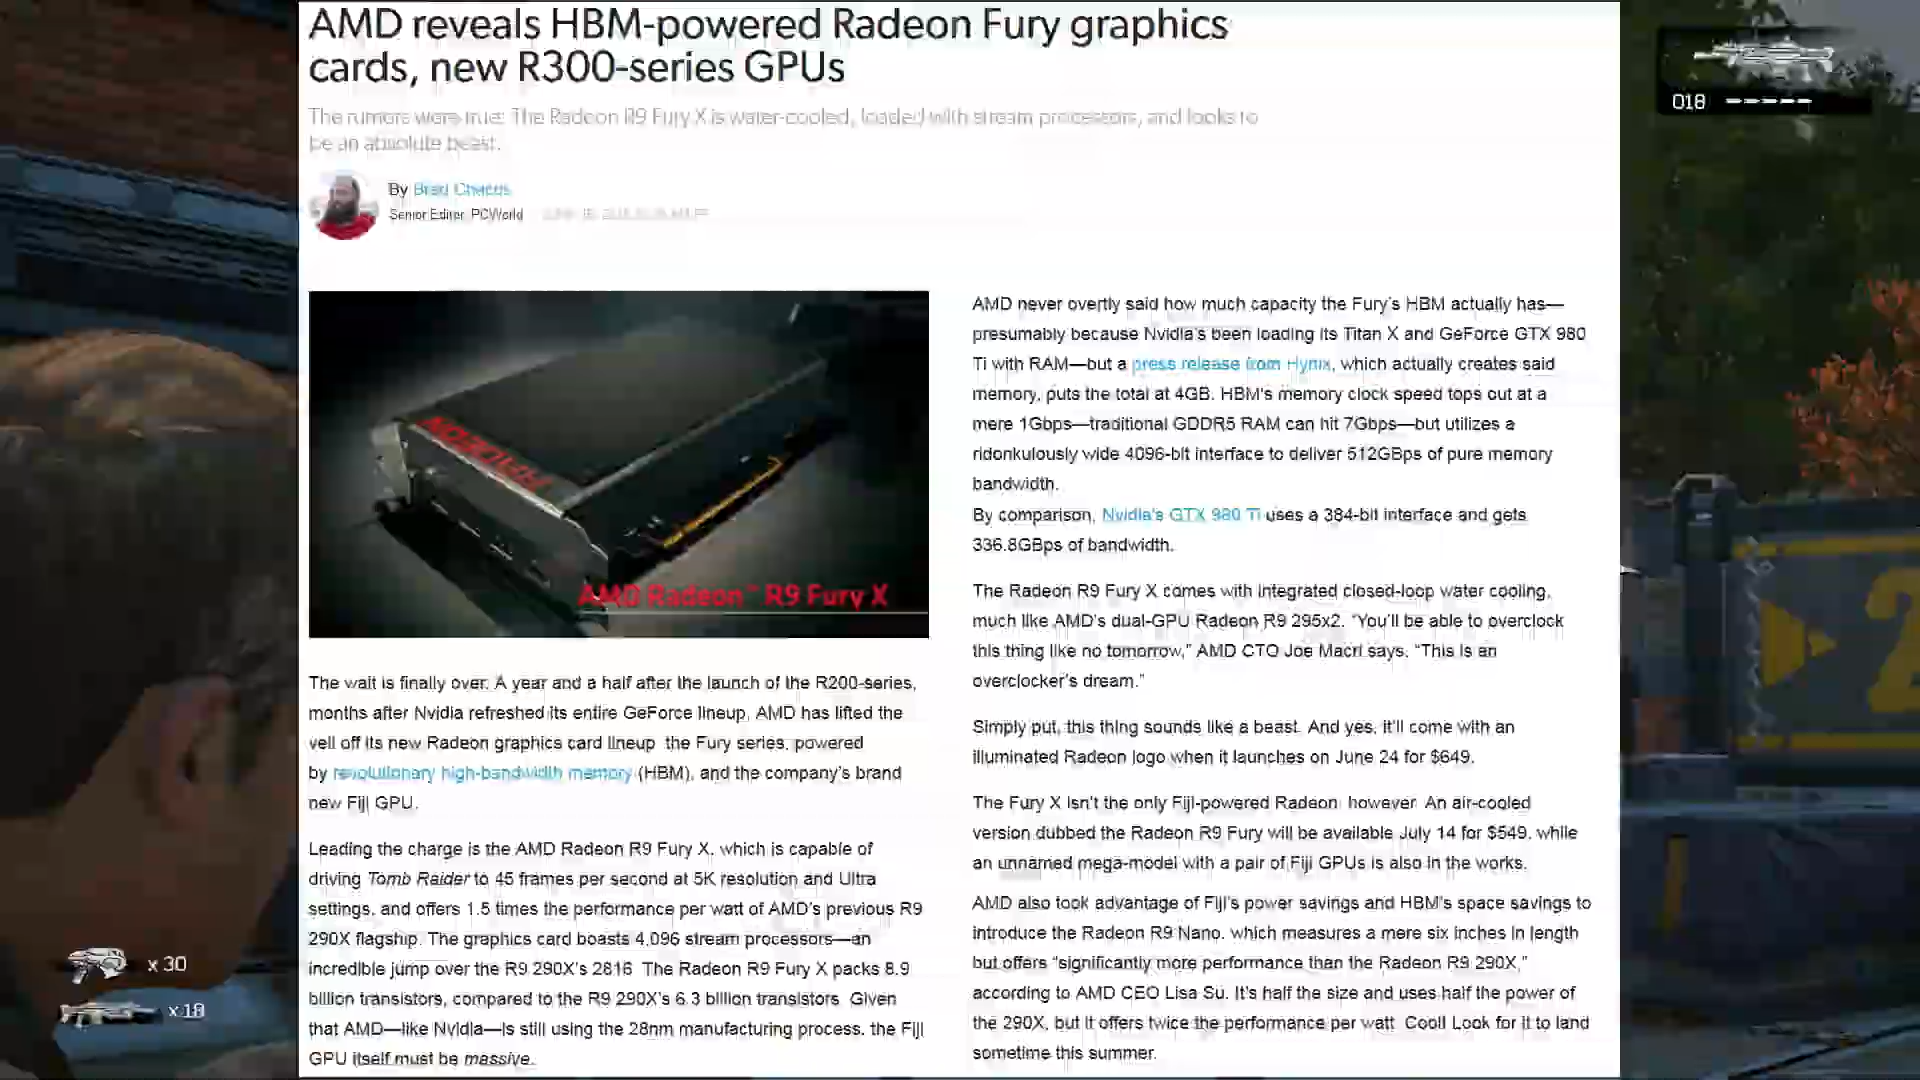 AMD reveals HBM-powered Radeon Fury graphics
cards, new R300-series GPUs
The rumors were true: The Radeon R9 Fury X is water-cooled, loaded with stream processors, and looks to
be an absolute beast.
By Brad Chacos
Senior Editor, PCWorld
RADEON
AMD Radeon™ R9 Fury X
The wait is finally over. A year and a half after the launch of the R200-series,
months after Nvidia refreshed its entire GeForce lineup, AMD has lifted the
veil off its new Radeon graphics card lineup the Fury series, powered
by revolutionary high-bandwidth memory (HBM), and the company's brand
new Fiji GPU.
Leading the charge is the AMD Radeon R9 Fury X, which is capable of
driving Tomb Raider to 45 frames per second at 5K resolution and Ultra
settings, and offers 1.5 times the performance per watt of AMD's previous R9
290X flagship. The graphics card boasts 4,096 stream processors—an
incredible jump over the R9 290X's 2816 The Radeon R9 Fury X packs 8.9
billion transistors, compared to the R9 290X's 6.3 billion transistors Given
that AMD—like Nvidia—is still using the 28nm manufacturing process, the Fiji
GPU itself must be massive.
AMD never overtly said how much capacity the Fury's HBM actually has—
presumably because Nvidia's been loading its Titan X and GeForce GTX 980
Ti with RAM—but a press release from Hynix, which actually creates said
memory, puts the total at 4GB. HBM's memory clock speed tops out at a
mere 1Gbps—traditional GDDR5 RAM can hit 7Gbps—but utilizes a
ridonkulously wide 4096-bit interface to deliver 512GBps of pure memory
bandwidth.
By comparison, Nvidia's GTX 980 Ti uses a 384-bit interface and gets
336.8GBps of bandwidth.
The Radeon R9 Fury X comes with integrated closed-loop water cooling,
much like AMD's dual-GPU Radeon R9 295x2. "You'll be able to overclock
this thing like no tomorrow," AMD CTO Joe Macri says. "This is an
overclocker's dream."
Simply put, this thing sounds like a beast. And yes, it'll come with an
illuminated Radeon logo when it launches on June 24 for $649.
The Fury X isn't the only Fiji-powered Radeon, however. An air-cooled
version dubbed the Radeon R9 Fury will be available July 14 for $549, while
an unnamed mega-model with a pair of Fiji GPUs is also in the works.
AMD also took advantage of Fiji's power savings and HBM's space savings to
introduce the Radeon R9 Nano, which measures a mere six inches in length
but offers "significantly more performance than the Radeon R9 290X,"
according to AMD CEO Lisa Su. It's half the size and uses half the power of
the 290X, but it offers twice the performance per watt Cool! Look for it to land
sometime this summer.
018
x 30
x 18
2